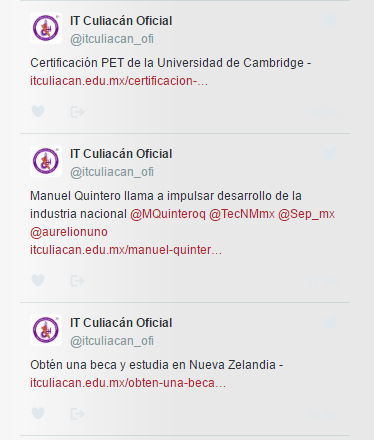 IT Culiacán Oficial
@itculiacan_ofi
Certificación PET de la Universidad de Cambridge -
itculiacan.edu.mx/certificacion-…
IT Culiacán Oficial
@itculiacan_ofi
Manuel Quintero llama a impulsar desarrollo de la
industria nacional @MQuinteroq @TecNMmx @Sep_mx
@aurelionuno
itculiacan.edu.mx/manuel-quinter…
IT Culiacán Oficial
@itculiacan_ofi
Obtén una beca y estudia en Nueva Zelandia -
itculiacan.edu.mx/obten-una-beca…